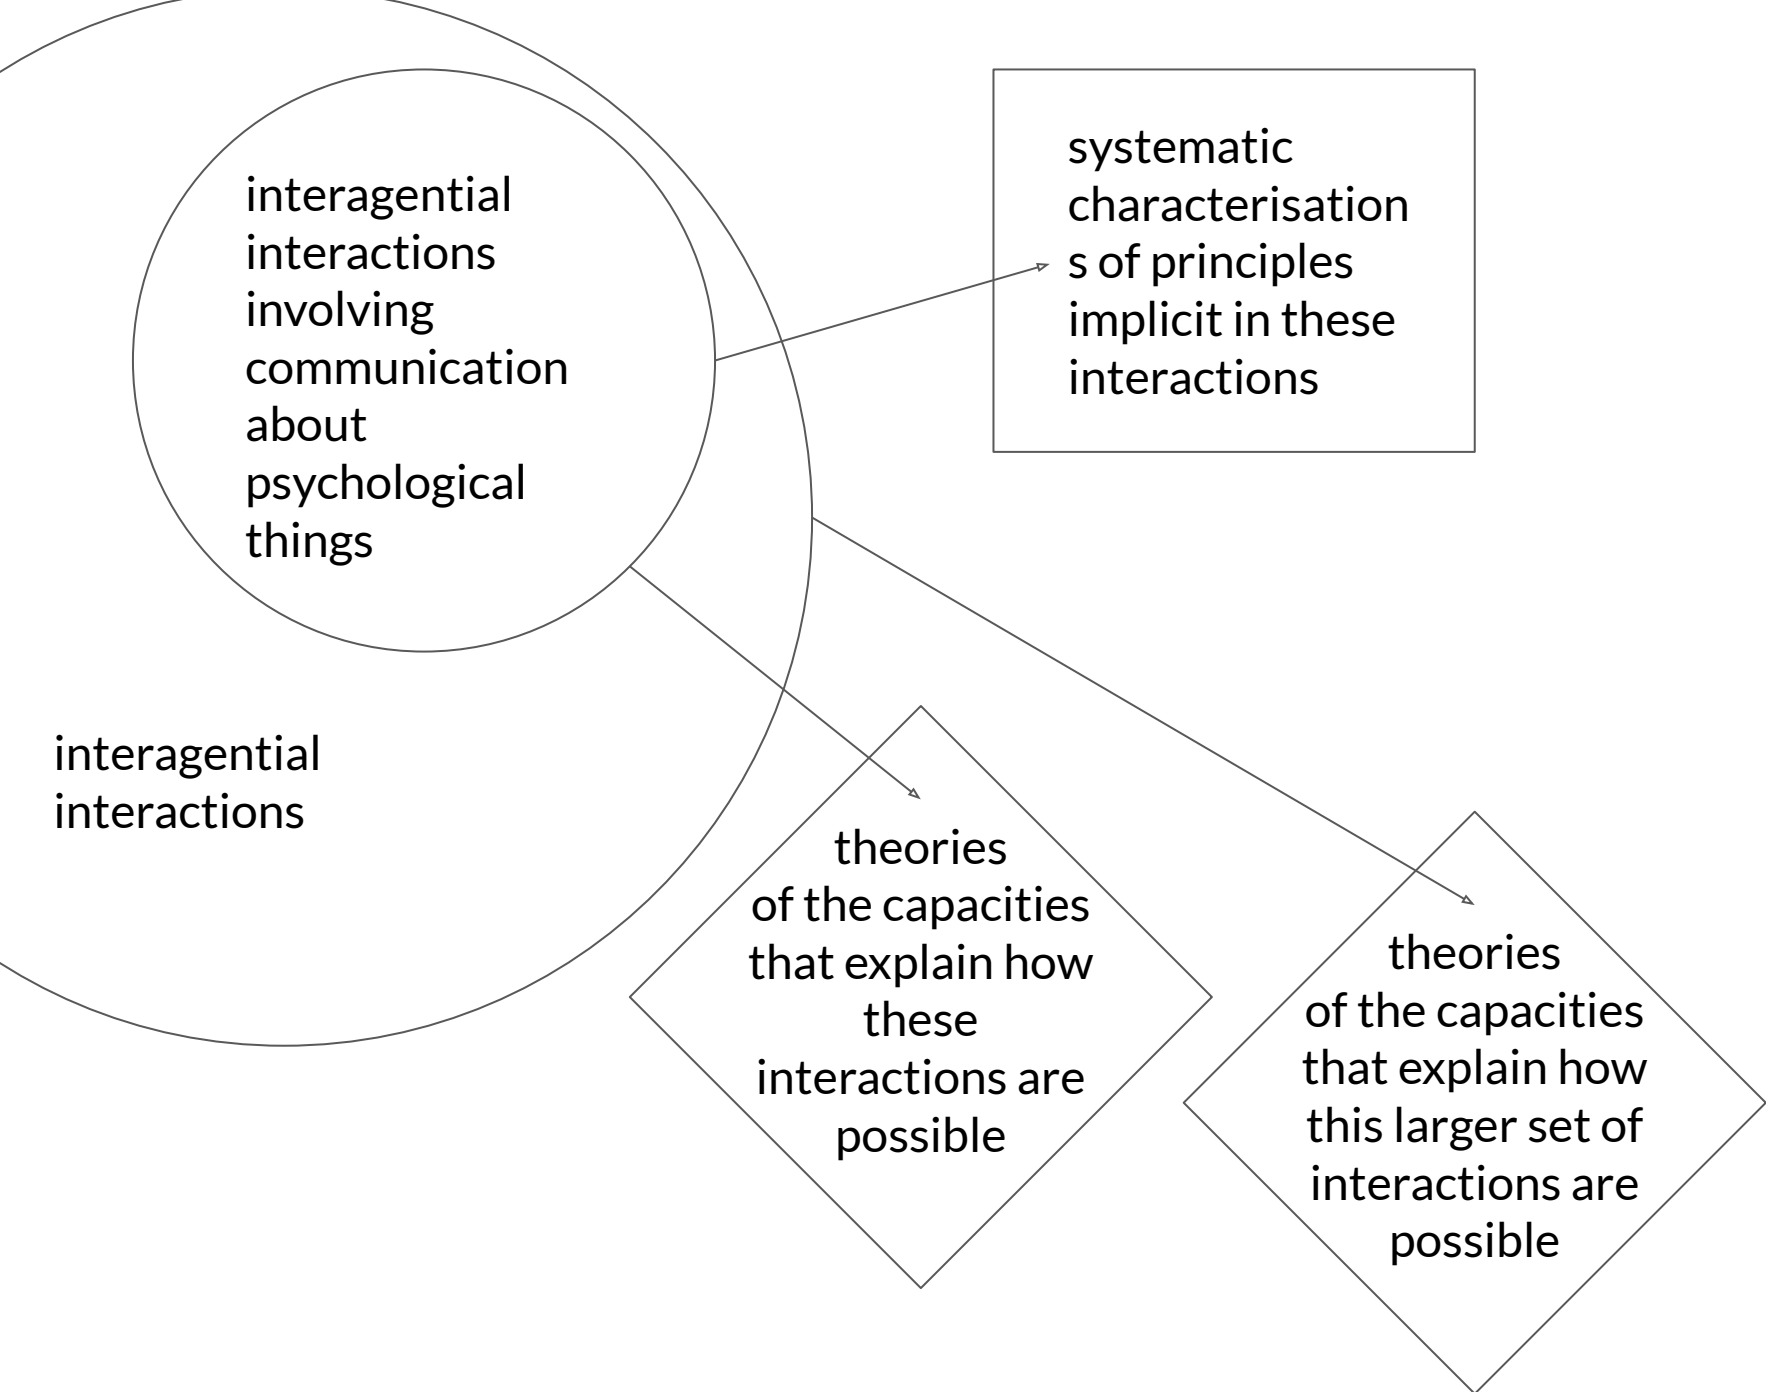 interagential
interactions
involving
communication
about
psychological
things
systematic
characterisation
s of principles
implicit in these
interactions
interagential
interactions
theories
of the capacities
that explain how
these
interactions are
possible
theories
of the capacities
that explain how
this larger set of
interactions are
possible